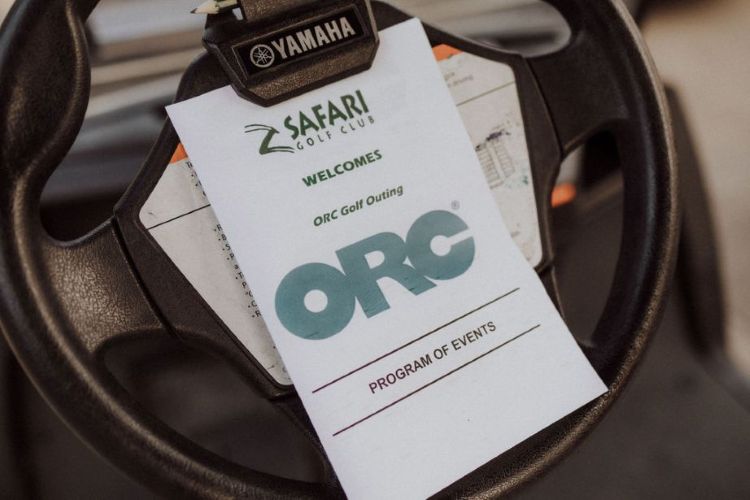 YAMAHA
SAFARI
GOLF CLUB
WELCOMES
ORC Golf Outing
ORC®
PROGRAM OF EVENTS